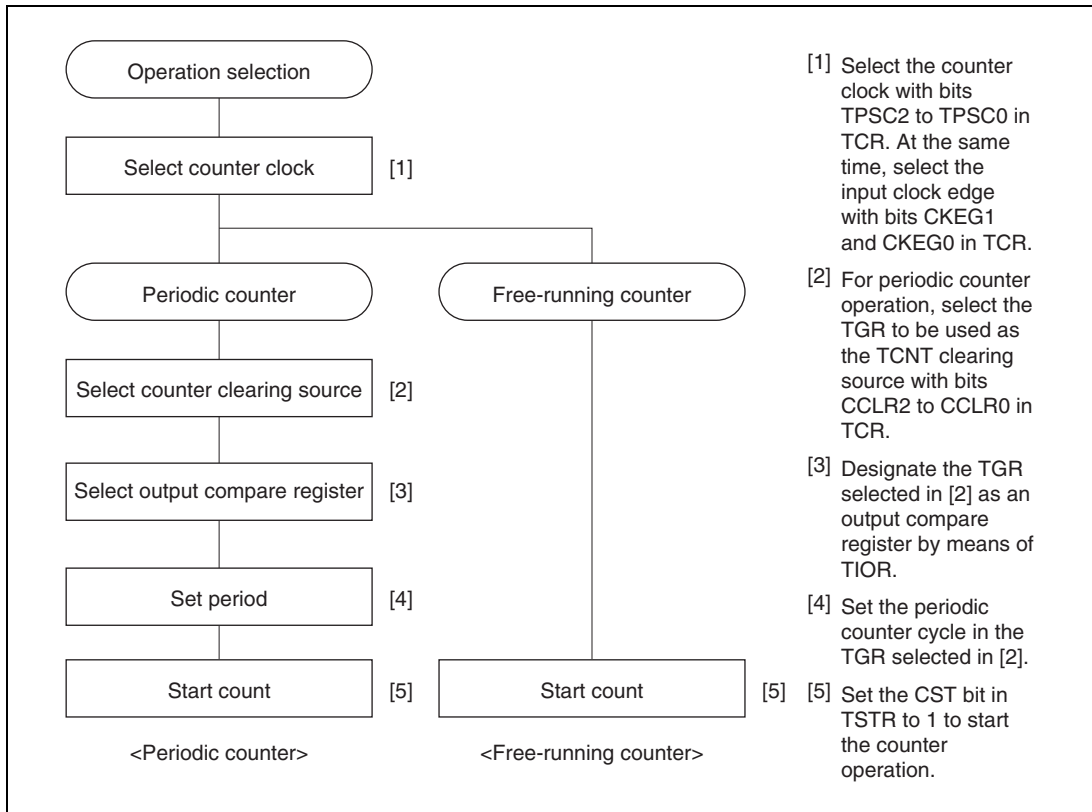 Operation selection
Select counter clock
[1]
Periodic counter
Free-running counter
Select counter clearing source
[2]
Select output compare register
[3]
Set period
[4]
Start count
[5]
Start count
[5]
<Periodic counter>
<Free-running counter>
[1] Select the counter
clock with bits
TPSC2 to TPSC0 in
TCR. At the same
time, select the
input clock edge
with bits CKEG1
and CKEG0 in TCR.
[2] For periodic counter
operation, select the
TGR to be used as
the TCNT clearing
source with bits
CCLR2 to CCLR0 in
TCR.
[3] Designate the TGR
selected in [2] as an
output compare
register by means of
TIOR.
[4] Set the periodic
counter cycle in the
TGR selected in [2].
[5] Set the CST bit in
TSTR to 1 to start
the counter
operation.